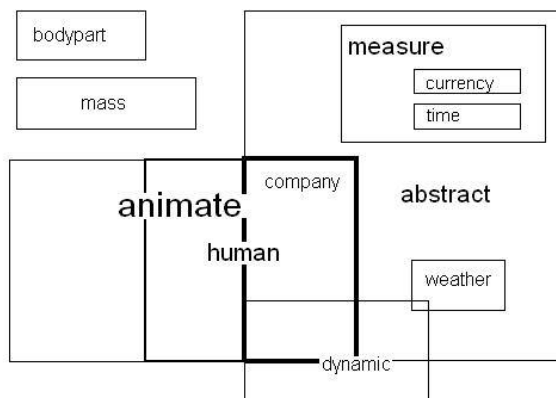 bodypart
measure
currency
mass
time
company
animate
abstract
human
weather
dynamic